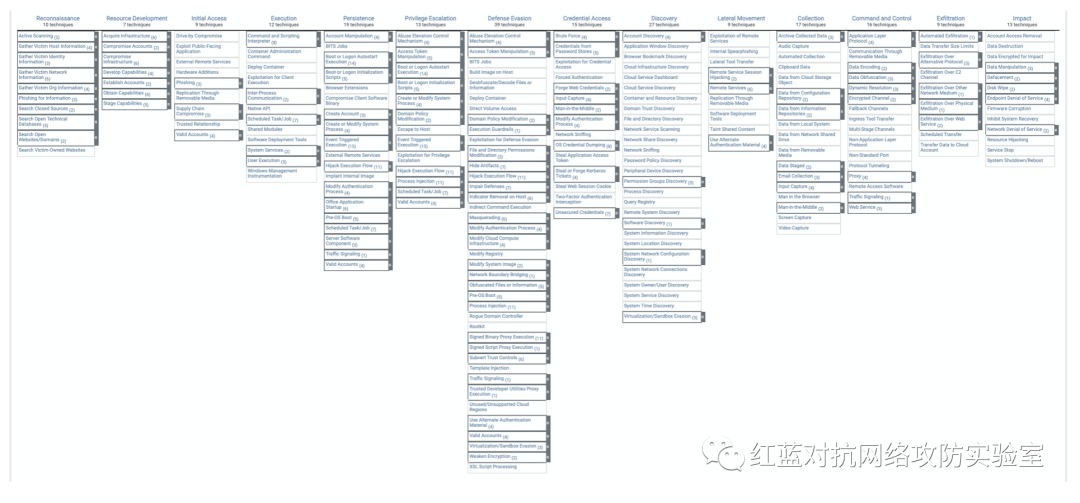 Reconnaissance
10 techniques
Active Scanning (2)
Gather Victim Host Information (4)
Gather Victim Identity
Information (3)
Gather Victim Network
Information (6)
Gather Victim Org Information (4)
Phishing for Information (3)
Search Closed Sources (2)
Search Open Technical
Databases (5)
Search Open
Websites/Domains (2)
Search Victim-Owned Websites
Resource Development
7 techniques
Acquire Infrastructure (6)
Compromise Accounts (2)
Compromise
Infrastructure (6)
Develop Capabilities (4)
Establish Accounts (2)
Obtain Capabilities (6)
Stage Capabilities (5)
Initial Access
9 techniques
Drive-by Compromise
Exploit Public-Facing
Application
External Remote Services
Hardware Additions
Phishing (3)
Replication Through
Removable Media
Supply Chain
Compromise (3)
Trusted Relationship
Valid Accounts (4)
Execution
12 techniques
Command and Scripting
Interpreter (8)
Container Administration
Command
Deploy Container
Exploitation for Client
Execution
Inter-Process
Communication (2)
Native API
Scheduled Task/Job (7)
Shared Modules
Software Deployment Tools
System Services (2)
User Execution (3)
Windows Management
Instrumentation
Persistence
19 techniques
Account Manipulation (4)
BITS Jobs
Boot or Logon Autostart
Execution (14)
Boot or Logon Initialization
Scripts (5)
Browser Extensions
Compromise Client Software
Binary
Create Account (3)
Create or Modify System
Process (4)
Event Triggered
Execution (15)
External Remote Services
Hijack Execution Flow (11)
Implant Internal Image
Modify Authentication
Process (4)
Office Application
Startup (6)
Pre-OS Boot (5)
Scheduled Task/Job (7)
Server Software
Component (3)
Traffic Signaling (1)
Valid Accounts (4)
Privilege Escalation
13 techniques
Abuse Elevation Control
Mechanism (4)
Access Token
Manipulation (5)
Boot or Logon Autostart
Execution (14)
Boot or Logon Initialization
Scripts (5)
Create or Modify System
Process (4)
Domain Policy
Modification (2)
Escape to Host
Event Triggered
Execution (15)
Exploitation for Privilege
Escalation
Hijack Execution Flow (11)
Process Injection (11)
Scheduled Task/Job (7)
Valid Accounts (4)
Defense Evasion
39 techniques
Abuse Elevation Control
Mechanism (4)
Access Token Manipulation (5)
BITS Jobs
Build Image on Host
Deobfuscate/Decode Files or
Information
Deploy Container
Direct Volume Access
Domain Policy Modification (2)
Execution Guardrails (1)
Exploitation for Defense Evasion
File and Directory Permissions
Modification (2)
Hide Artifacts (7)
Hijack Execution Flow (11)
Impair Defenses (7)
Indicator Removal on Host (6)
Indirect Command Execution
Masquerading (6)
Modify Authentication Process (4)
Modify Cloud Compute
Infrastructure (4)
Modify Registry
Modify System Image (2)
Network Boundary Bridging (1)
Obfuscated Files or Information (5)
Pre-OS Boot (5)
Process Injection (11)
Rogue Domain Controller
Rootkit
Signed Binary Proxy Execution (11)
Signed Script Proxy Execution (1)
Subvert Trust Controls (6)
Template Injection
Traffic Signaling (1)
Trusted Developer Utilities Proxy
Execution (1)
Unused/Unsupported Cloud
Regions
Use Alternate Authentication
Material (4)
Valid Accounts (4)
Virtualization/Sandbox Evasion (3)
Weaken Encryption (2)
XSL Script Processing
Credential Access
15 techniques
Brute Force (4)
Credentials from
Password Stores (5)
Exploitation for Credential
Access
Forced Authentication
Forge Web Credentials (2)
Input Capture (4)
Man-in-the-Middle (2)
Modify Authentication
Process (4)
Network Sniffing
OS Credential Dumping (8)
Steal Application Access
Token
Steal or Forge Kerberos
Tickets (4)
Steal Web Session Cookie
Two-Factor Authentication
Interception
Unsecured Credentials (7)
Discovery
27 techniques
Account Discovery (4)
Application Window Discovery
Browser Bookmark Discovery
Cloud Infrastructure Discovery
Cloud Service Dashboard
Cloud Service Discovery
Container and Resource Discovery
Domain Trust Discovery
File and Directory Discovery
Network Service Scanning
Network Share Discovery
Network Sniffing
Password Policy Discovery
Peripheral Device Discovery
Permission Groups Discovery (3)
Process Discovery
Query Registry
Remote System Discovery
Software Discovery (1)
System Information Discovery
System Location Discovery
System Network Configuration
Discovery (1)
System Network Connections
Discovery
System Owner/User Discovery
System Service Discovery
System Time Discovery
Virtualization/Sandbox Evasion (3)
Lateral Movement
9 techniques
Exploitation of Remote
Services
Internal Spearphishing
Lateral Tool Transfer
Remote Service Session
Hijacking (2)
Remote Services (6)
Replication Through
Removable Media
Software Deployment
Tools
Taint Shared Content
Use Alternate
Authentication Material (4)
Collection
17 techniques
Archive Collected Data (3)
Audio Capture
Automated Collection
Clipboard Data
Data from Cloud Storage
Object
Data from Configuration
Repository (2)
Data from Information
Repositories (2)
Data from Local System
Data from Network Shared
Drive
Data from Removable
Media
Data Staged (2)
Email Collection (3)
Input Capture (4)
Man in the Browser
Man-in-the-Middle (2)
Screen Capture
Video Capture
Command and Control
16 techniques
Application Layer
Protocol (4)
Communication Through
Removable Media
Data Encoding (2)
Data Obfuscation (3)
Dynamic Resolution (3)
Encrypted Channel (2)
Fallback Channels
Ingress Tool Transfer
Multi-Stage Channels
Non-Application Layer
Protocol
Non-Standard Port
Protocol Tunneling
Proxy (4)
Remote Access Software
Traffic Signaling (1)
Web Service (3)
Exfiltration
9 techniques
Automated Exfiltration (1)
Data Transfer Size Limits
Exfiltration Over
Alternative Protocol (3)
Exfiltration Over C2
Channel
Exfiltration Over Other
Network Medium (1)
Exfiltration Over Physical
Medium (1)
Exfiltration Over Web
Service (2)
Scheduled Transfer
Transfer Data to Cloud
Account
Impact
13 techniques
Account Access Removal
Data Destruction
Data Encrypted for Impact
Data Manipulation (3)
Defacement (2)
Disk Wipe (2)
Endpoint Denial of Service (4)
Firmware Corruption
Inhibit System Recovery
Network Denial of Service (2)
Resource Hijacking
Service Stop
System Shutdown/Reboot
红蓝对抗网络攻防实验室